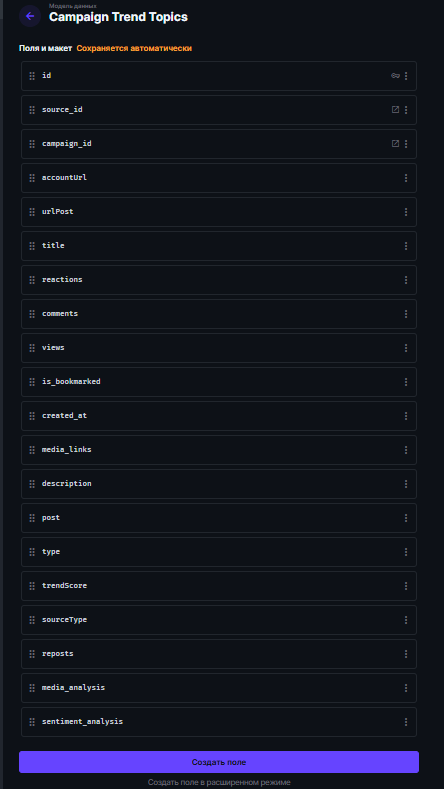 Модель данных
Campaign Trend Topics
Поля и макет Сохраняется автоматически
id
source_id
campaign_id
accountUrl
urlPost
title
reactions
comments
views
is_bookmarked
created_at
media_links
description
post
type
trendScore
sourceType
reposts
media_analysis
sentiment_analysis
Создать поле
Создать поле в расширенном режиме